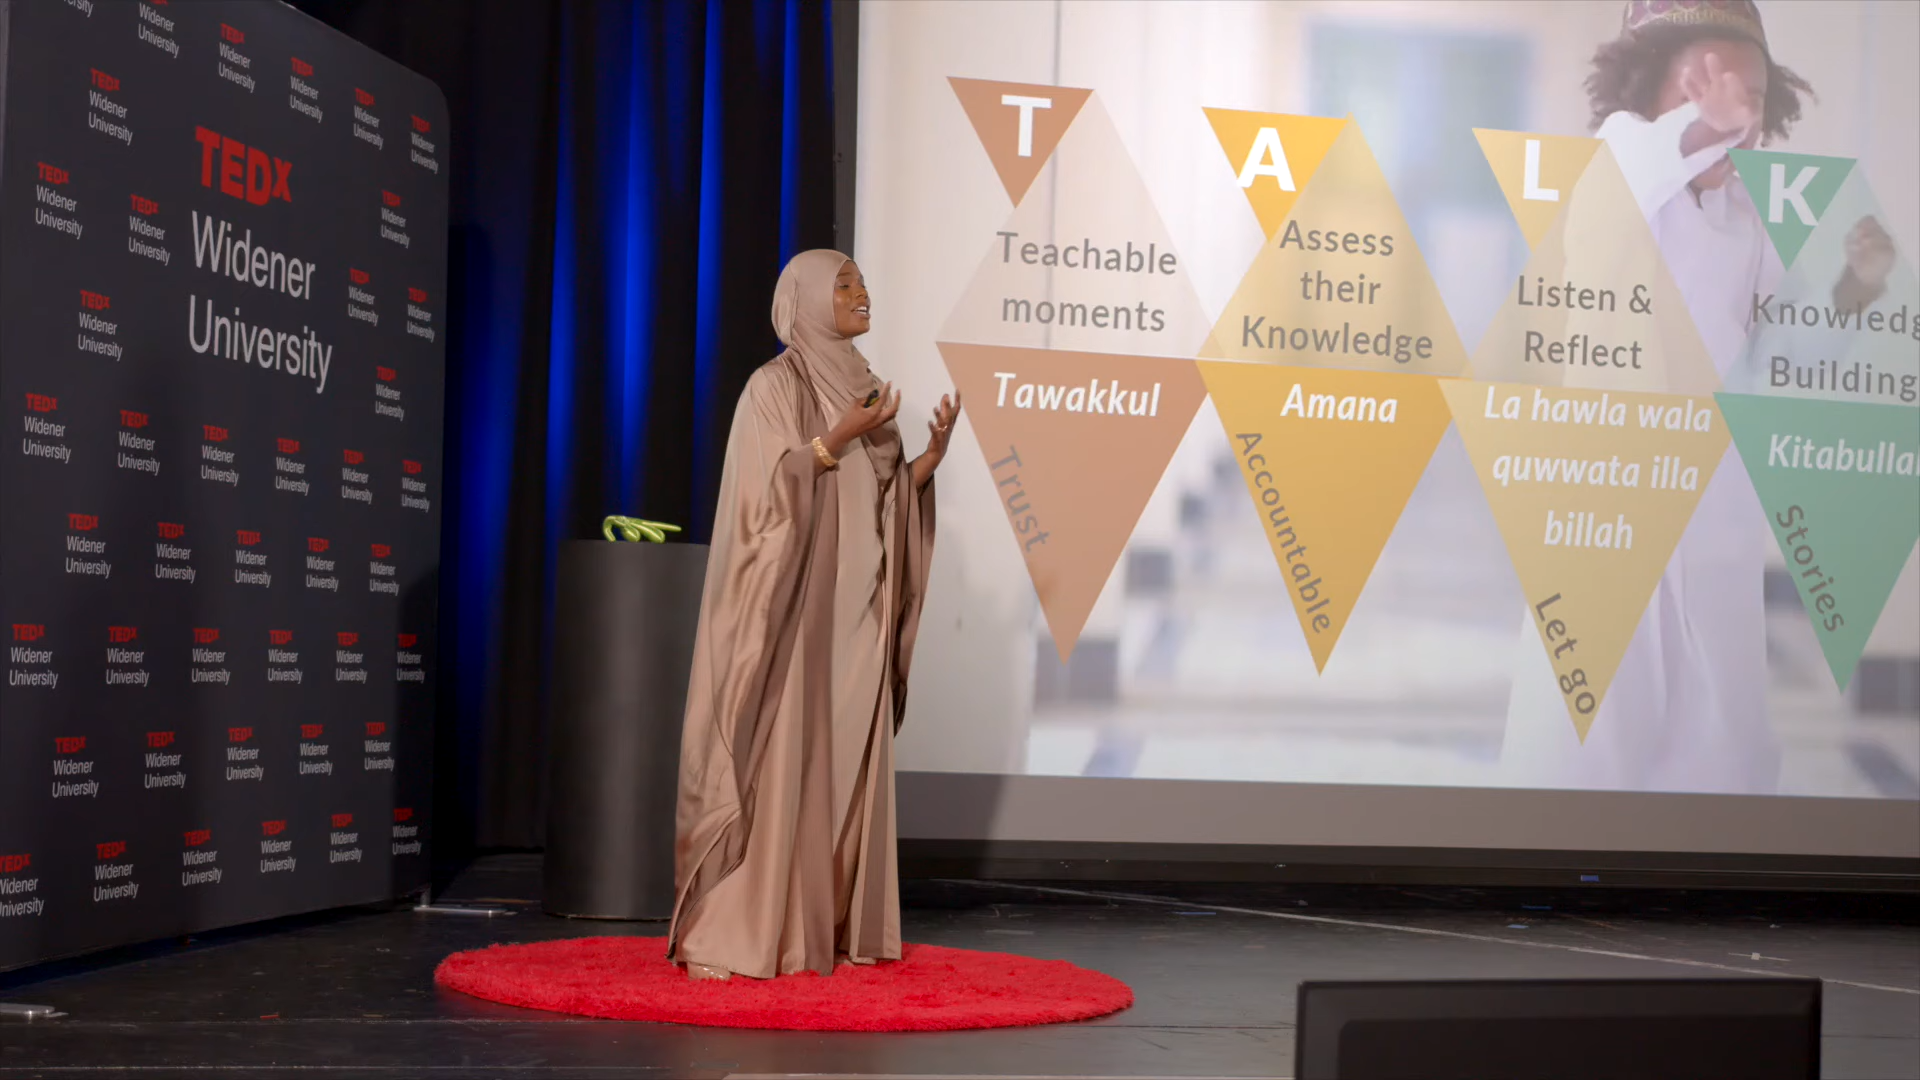 TEDx
Widener
University
T
Teachable
moments
Tawakkul
Trust
A
Assess
their
Knowledge
Amana
Accountable
L
Listen &
Reflect
La hawla wala
quwwata illa
billah
Let go
K
Building
Stories